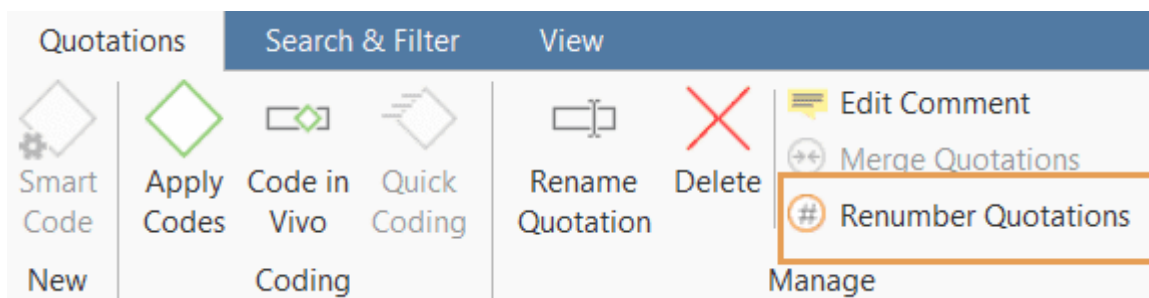 Quotations Search & Filter View
Edit Comment
Merge Quotations
Smart Apply Code in Quick Rename Delete
Renumber Quotations
Code Codes Vivo Coding Quotation
New Coding Manage